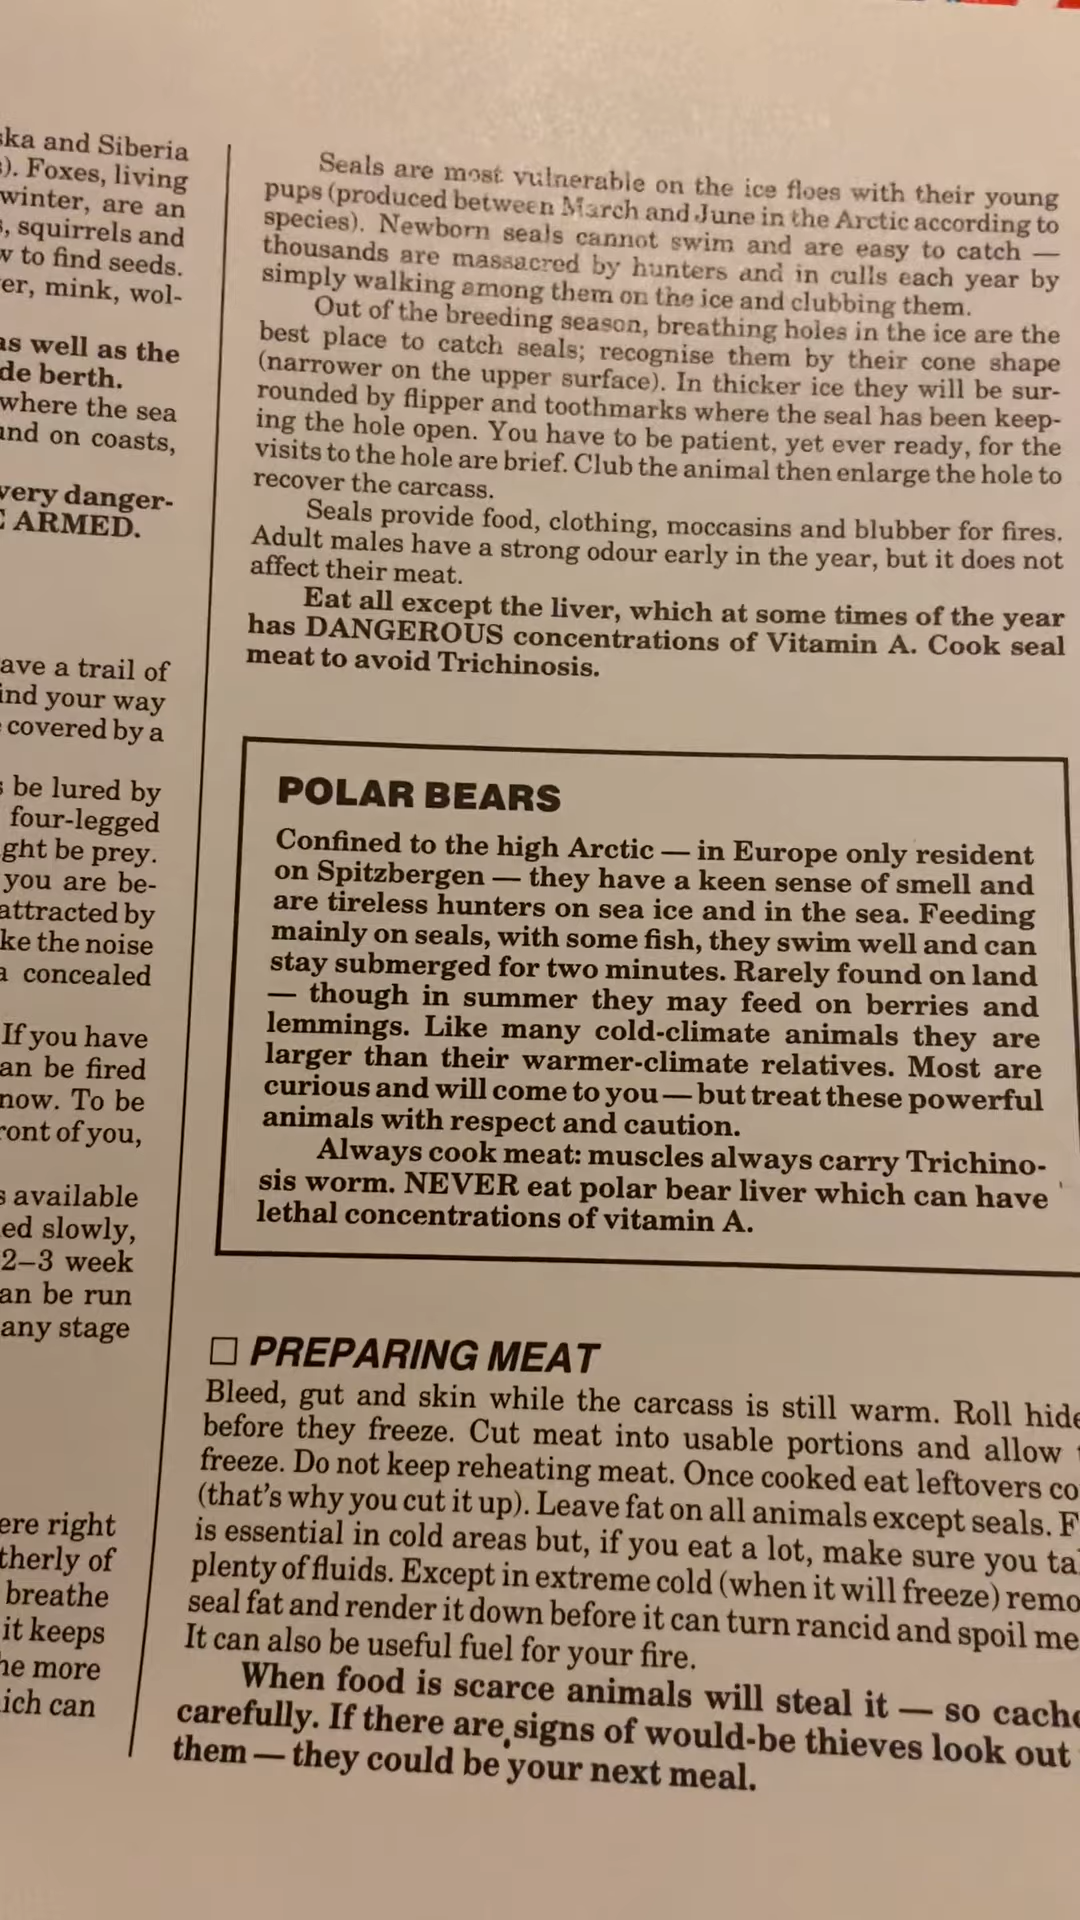 ska and Siberia
). Foxes, living
winter, are an
, squirrels and
w to find seeds.
er, mink, wol-
as well as the
de berth.
where the sea
und on coasts,
very danger-
ARMED.
ave a trail of
ind your way
covered by a
be lured by
four-legged
ght be prey.
you are be-
attracted by
ke the noise
a concealed
If you have
an be fired
now. To be
ront of you,
s available
ed slowly,
2–3 week
an be run
any stage
ere right
therly of
breathe
it keeps
he more
ich can
Seals are most vulnerable on the ice floes with their young
pups (produced between March and June in the Arctic according to
species). Newborn seals cannot swim and are easy to catch —
thousands are massacred by hunters and in culls each year by
simply walking among them on the ice and clubbing them.
Out of the breeding season, breathing holes in the ice are the
best place to catch seals; recognise them by their cone shape
(narrower on the upper surface). In thicker ice they will be sur-
rounded by flipper and toothmarks where the seal has been keep-
ing the hole open. You have to be patient, yet ever ready, for the
visits to the hole are brief. Club the animal then enlarge the hole to
recover the carcass.
Seals provide food, clothing, moccasins and blubber for fires.
Adult males have a strong odour early in the year, but it does not
affect their meat.
Eat all except the liver, which at some times of the year
has DANGEROUS concentrations of Vitamin A. Cook seal
meat to avoid Trichinosis.
POLAR BEARS
Confined to the high Arctic — in Europe only resident
on Spitzbergen — they have a keen sense of smell and
are tireless hunters on sea ice and in the sea. Feeding
mainly on seals, with some fish, they swim well and can
stay submerged for two minutes. Rarely found on land
— though in summer they may feed on berries and
lemmings. Like many cold-climate animals they are
larger than their warmer-climate relatives. Most are
curious and will come to you — but treat these powerful
animals with respect and caution.
Always cook meat: muscles always carry Trichino-
sis worm. NEVER eat polar bear liver which can have
lethal concentrations of vitamin A.
☐ PREPARING MEAT
Bleed, gut and skin while the carcass is still warm. Roll hide
before they freeze. Cut meat into usable portions and allow
freeze. Do not keep reheating meat. Once cooked eat leftovers co
(that's why you cut it up). Leave fat on all animals except seals. F
is essential in cold areas but, if you eat a lot, make sure you ta
plenty of fluids. Except in extreme cold (when it will freeze) remo
seal fat and render it down before it can turn rancid and spoil me
It can also be useful fuel for your fire.
When food is scarce animals will steal it — so cache
carefully. If there are signs of would-be thieves look out
them — they could be your next meal.